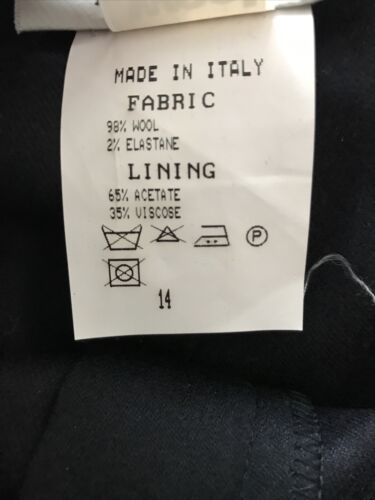 MADE IN ITALY
FABRIC
98% WOOL
2% ELASTANE
LINING
65% ACETATE
35% VISCOSE
P
14